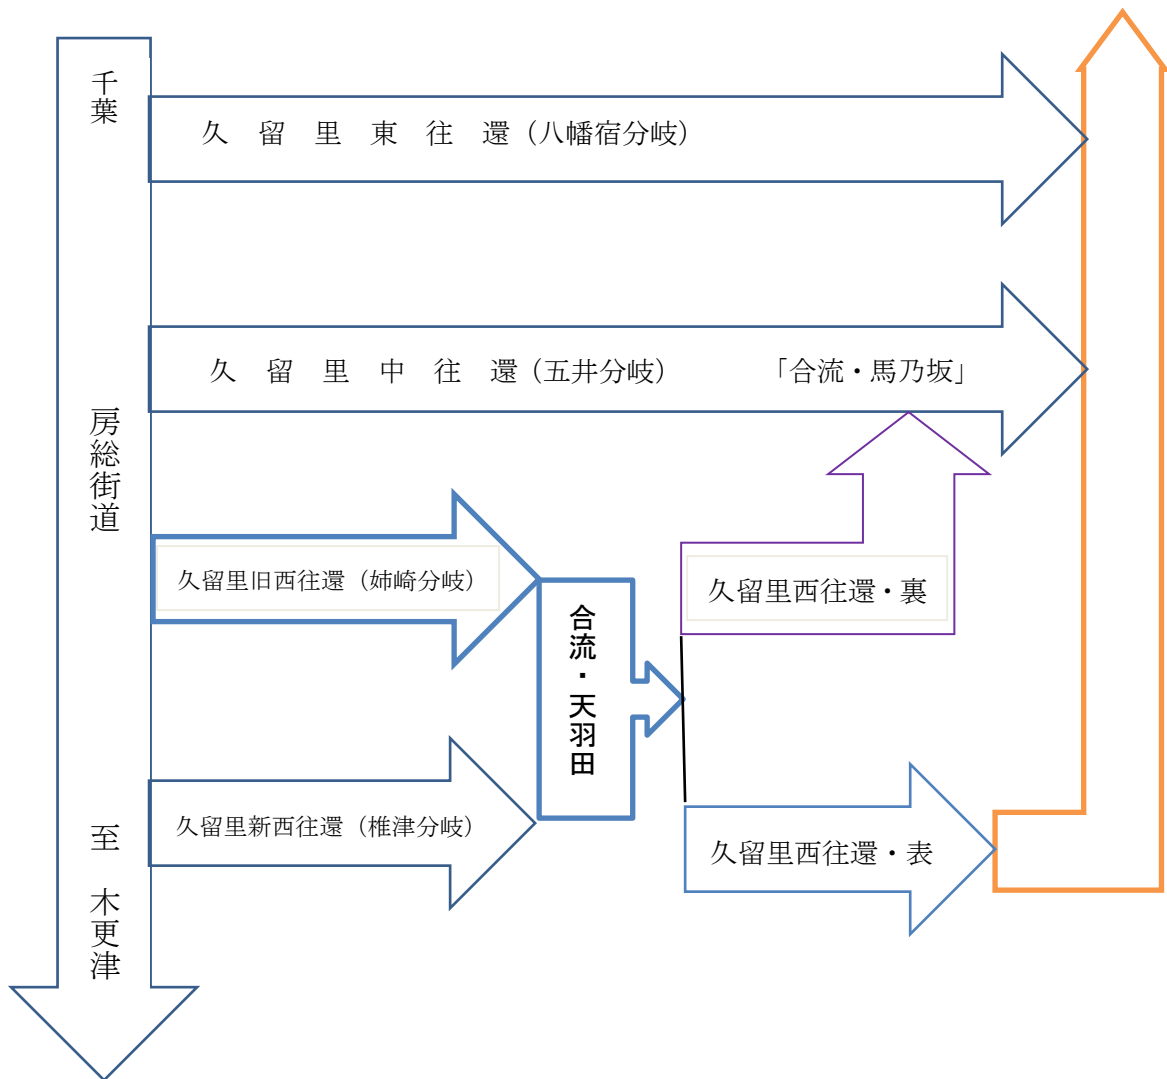 千葉
房総街道
至 木更津
久 留 里 東 往 還（八幡宿分岐）
久 留 里 中 往 還（五井分岐） 「合流・馬乃坂」
久留里旧西往還（姉崎分岐）
久留里新西往還（椎津分岐）
合流・天羽田
久留里西往還・裏
久留里西往還・表